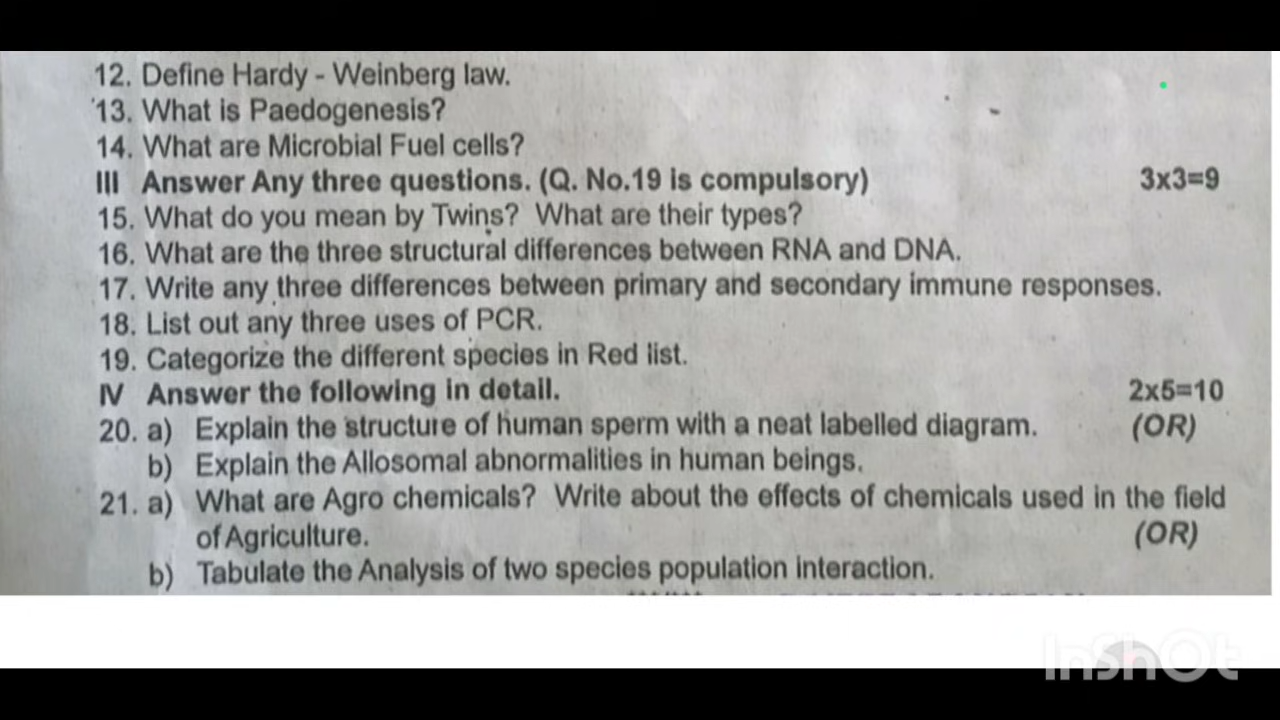 12. Define Hardy - Weinberg law.
13. What is Paedogenesis?
14. What are Microbial Fuel cells?
III Answer Any three questions. (Q. No.19 is compulsory) 3x3=9
15. What do you mean by Twins? What are their types?
16. What are the three structural differences between RNA and DNA.
17. Write any three differences between primary and secondary immune responses.
18. List out any three uses of PCR.
19. Categorize the different species in Red list.
IV Answer the following in detail. 2x5=10
20. a) Explain the structure of human sperm with a neat labelled diagram. (OR)
b) Explain the Allosomal abnormalities in human beings.
21. a) What are Agro chemicals? Write about the effects of chemicals used in the field
of Agriculture. (OR)
b) Tabulate the Analysis of two species population interaction.
InShOt